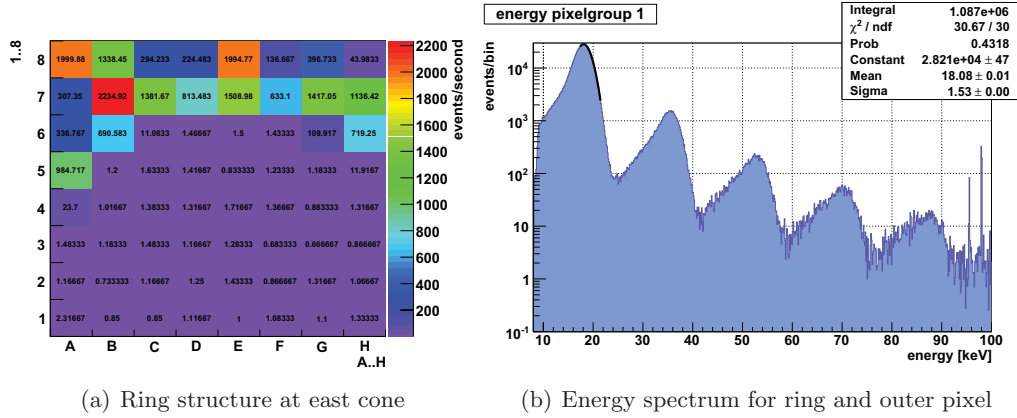 1..8
8 1999.88 1338.45 294.233 224.483 1994.77 136.667 396.733 43.9833
7 307.35 2234.92 1381.67 813.483 1508.98 633.1 1417.05 1136.42
6 336.767 690.583 11.0833 1.46667 1.5 1.43333 109.917 719.25
5 984.717 1.2 1.63333 1.41667 0.833333 1.23333 1.18333 11.9167
4 23.7 1.01667 1.38333 1.31667 1.71667 1.36667 0.883333 1.31667
3 1.48333 1.18333 1.48333 1.16667 1.28333 0.683333 0.666667 0.866667
2 1.16667 0.733333 1.16667 1.25 1.43333 0.866667 1.31667 1.06667
1 2.31667 0.85 0.85 1.11667 1 1.08333 1.1 1.33333
A B C D E F G H
A..H
2200
2000
1800
1600
1400
1200
1000
800
600
400
200
events/second
(a) Ring structure at east cone
energy pixelgroup 1
Integral 1.087e+06
χ² / ndf 30.67 / 30
Prob 0.4318
Constant 2.821e+04 ± 47
Mean 18.08 ± 0.01
Sigma 1.53 ± 0.00
events/bin
10⁴
10³
10²
10
1
10⁻¹
10 20 30 40 50 60 70 80 90 100
energy [keV]
(b) Energy spectrum for ring and outer pixel